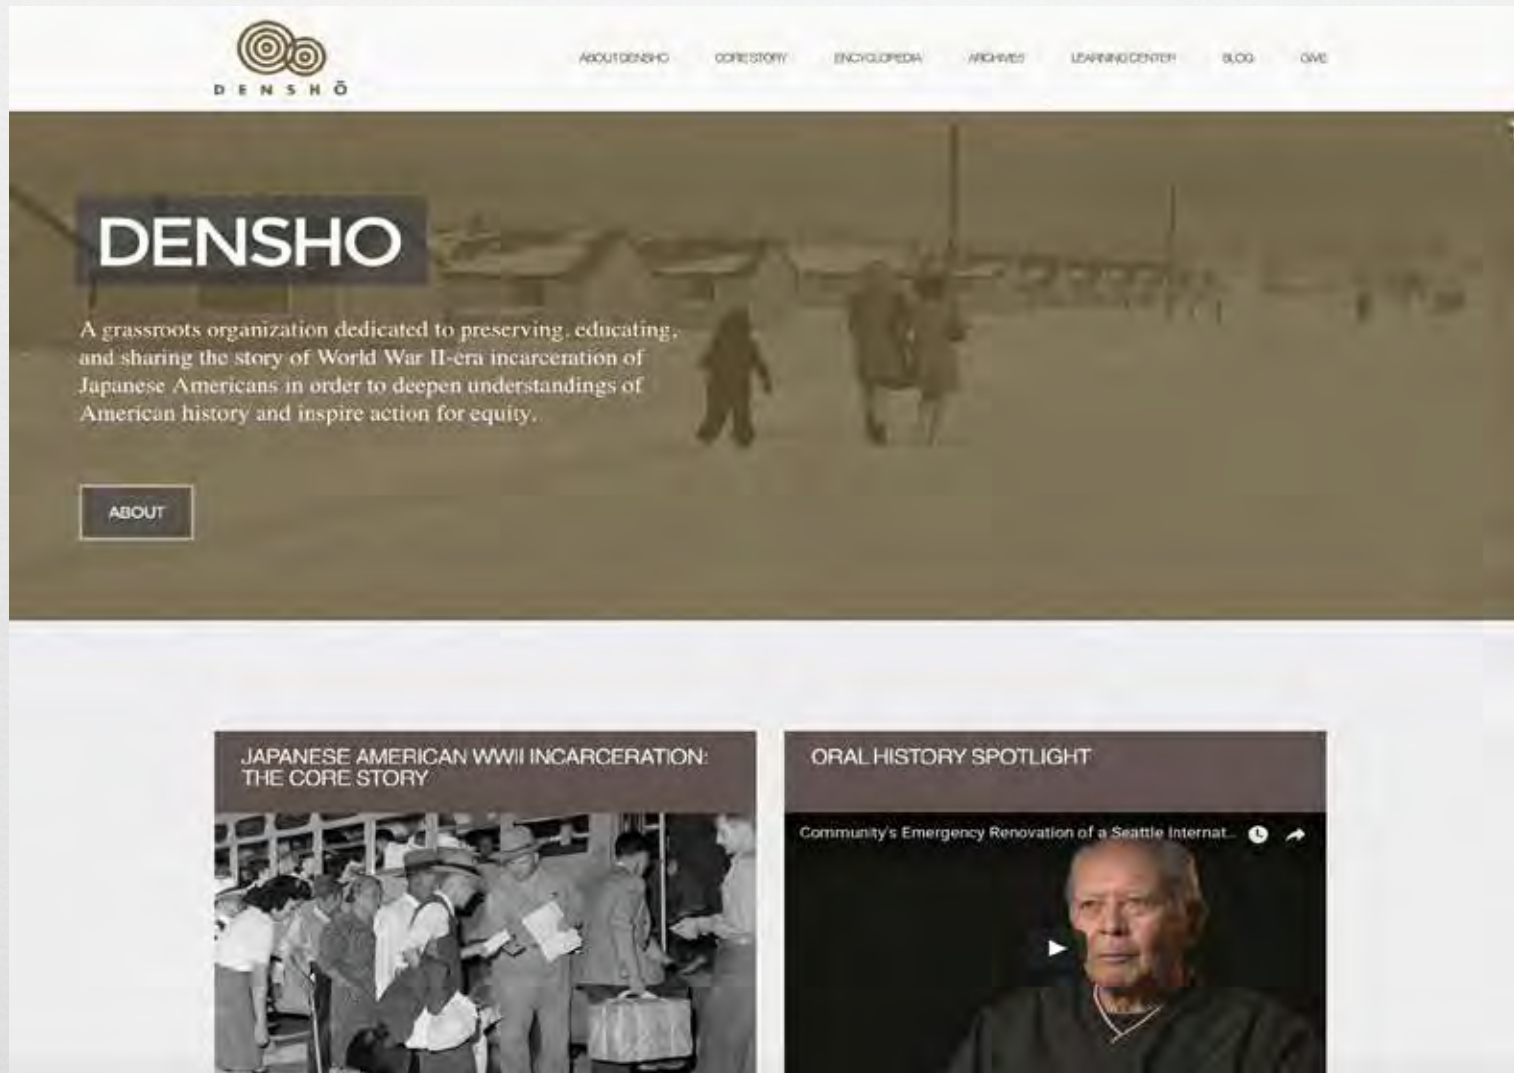 DENSHŌ
ABOUT DENSHO CORE STORY ENCYCLOPEDIA ARCHIVES LEARNING CENTER BLOG GIVE
DENSHO
A grassroots organization dedicated to preserving, educating,
and sharing the story of World War II-era incarceration of
Japanese Americans in order to deepen understandings of
American history and inspire action for equity.
ABOUT
JAPANESE AMERICAN WWII INCARCERATION:
THE CORE STORY
ORAL HISTORY SPOTLIGHT
Community's Emergency Renovation of a Seattle Internat...